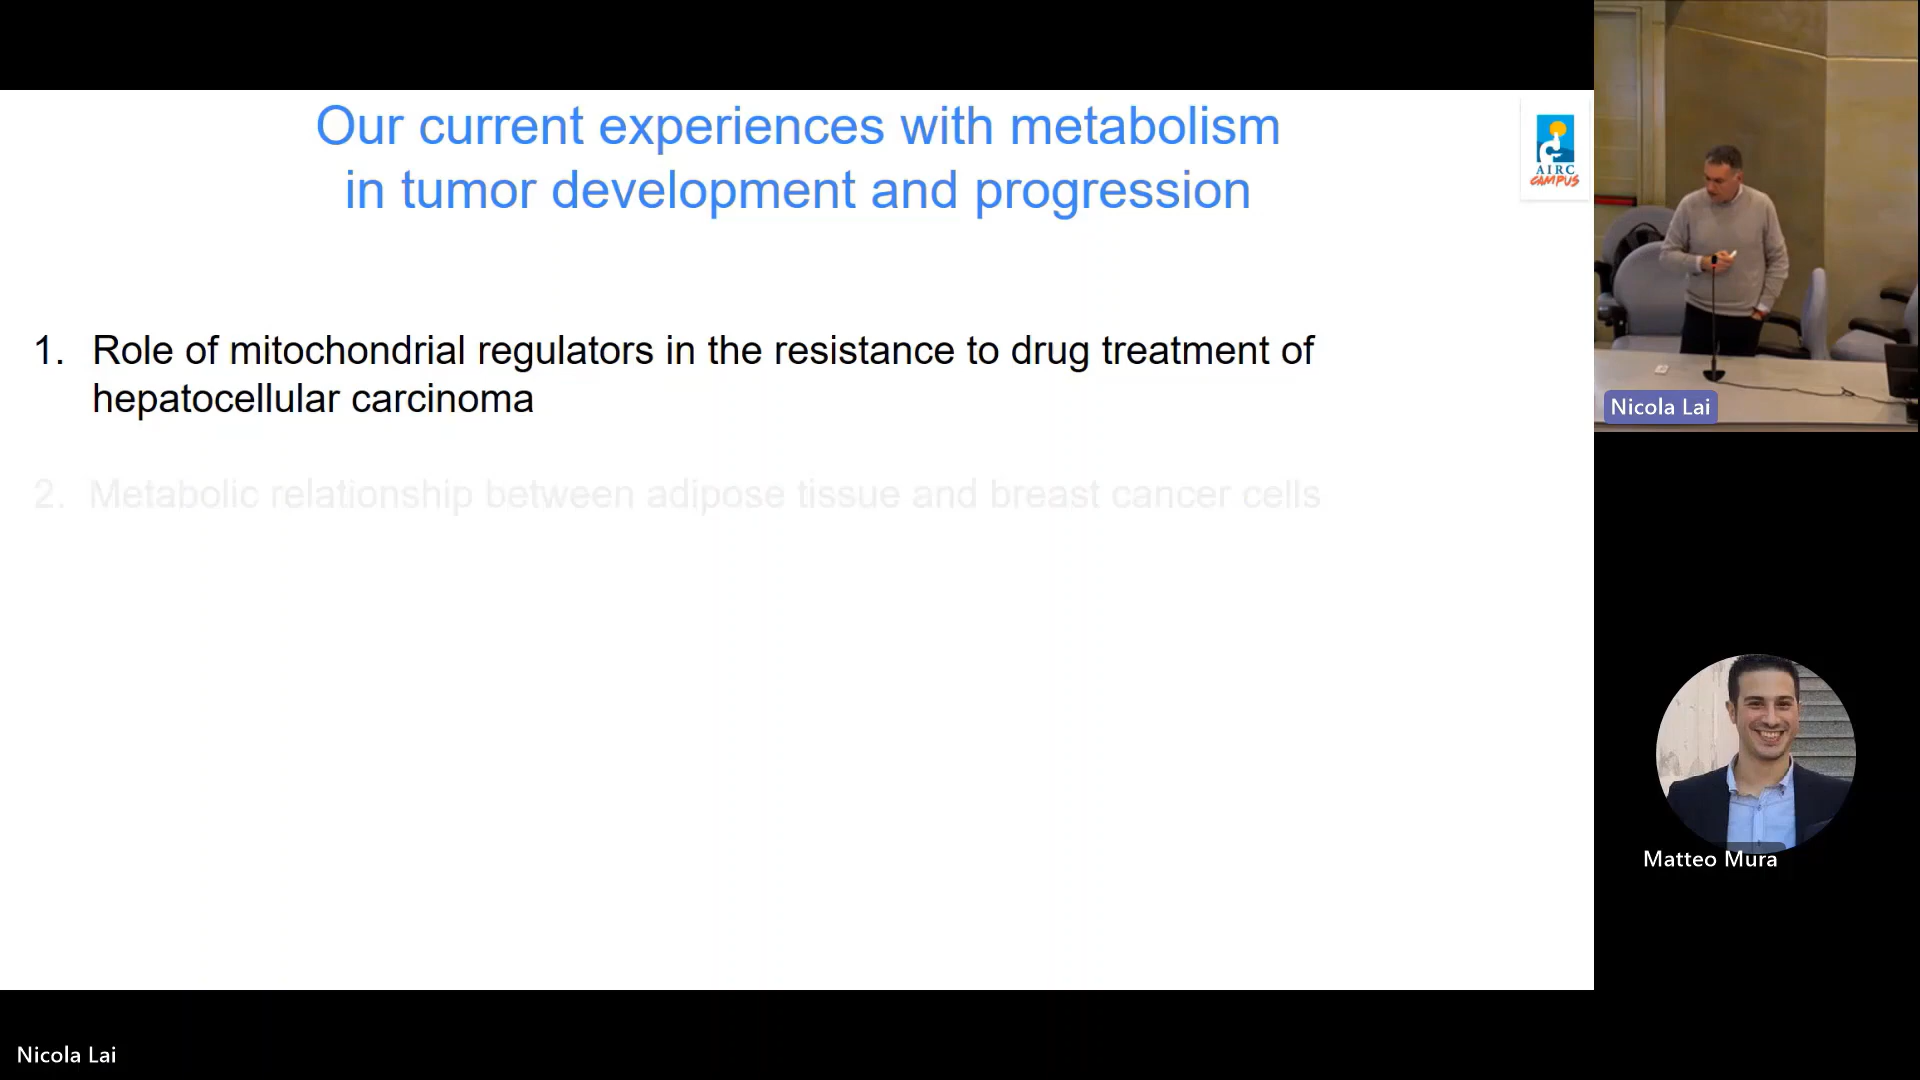 Our current experiences with metabolism
in tumor development and progression
AIRC
CAMPUS
1. Role of mitochondrial regulators in the resistance to drug treatment of
hepatocellular carcinoma
2. Metabolic relationship between adipose tissue and breast cancer cells
Nicola Lai
Matteo Mura
Nicola Lai